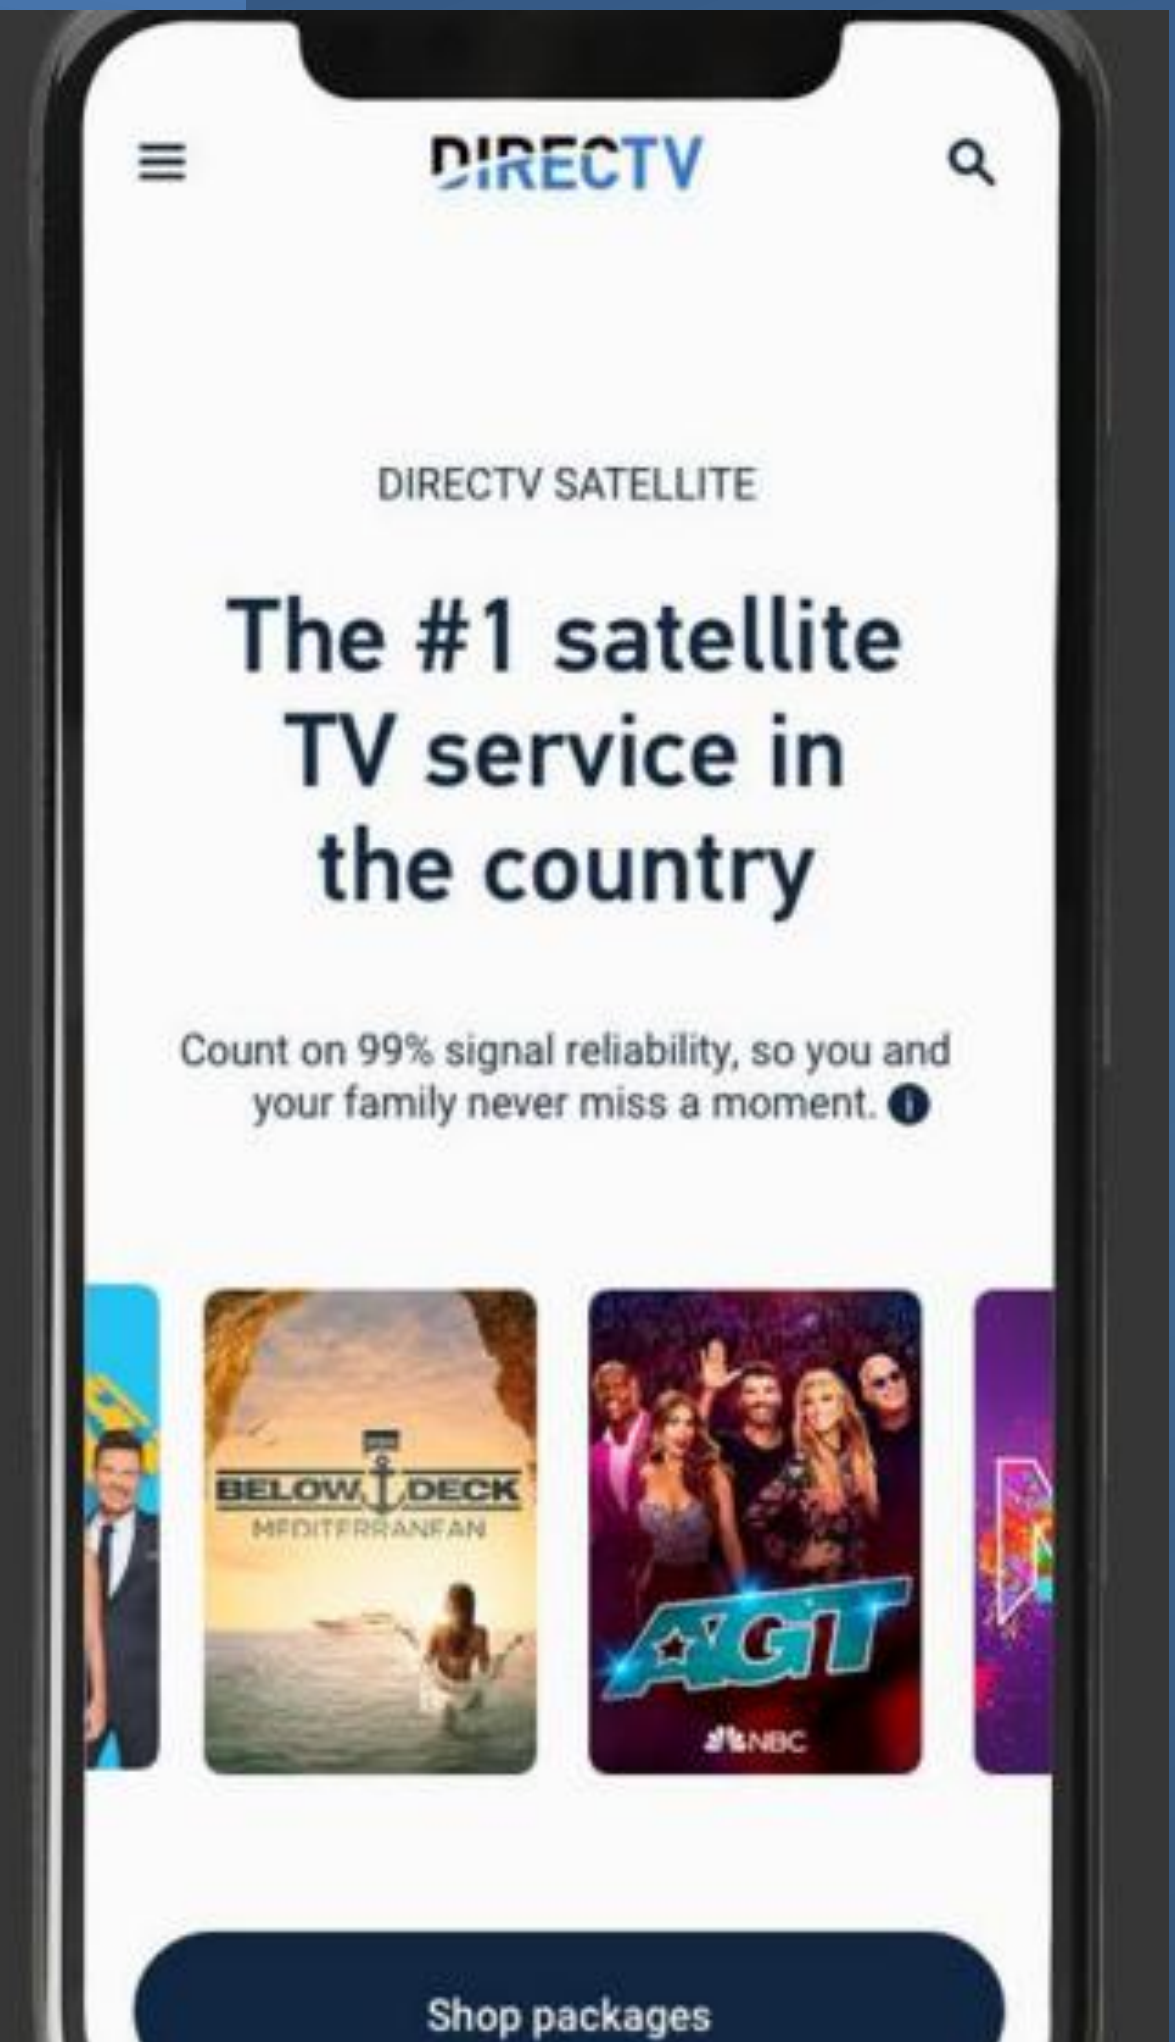 DIRECTV
DIRECTV SATELLITE
The #1 satellite
TV service in
the country
Count on 99% signal reliability, so you and
your family never miss a moment. i
BELOW DECK
MEDITERRANEAN
AGT
NBC
Shop packages